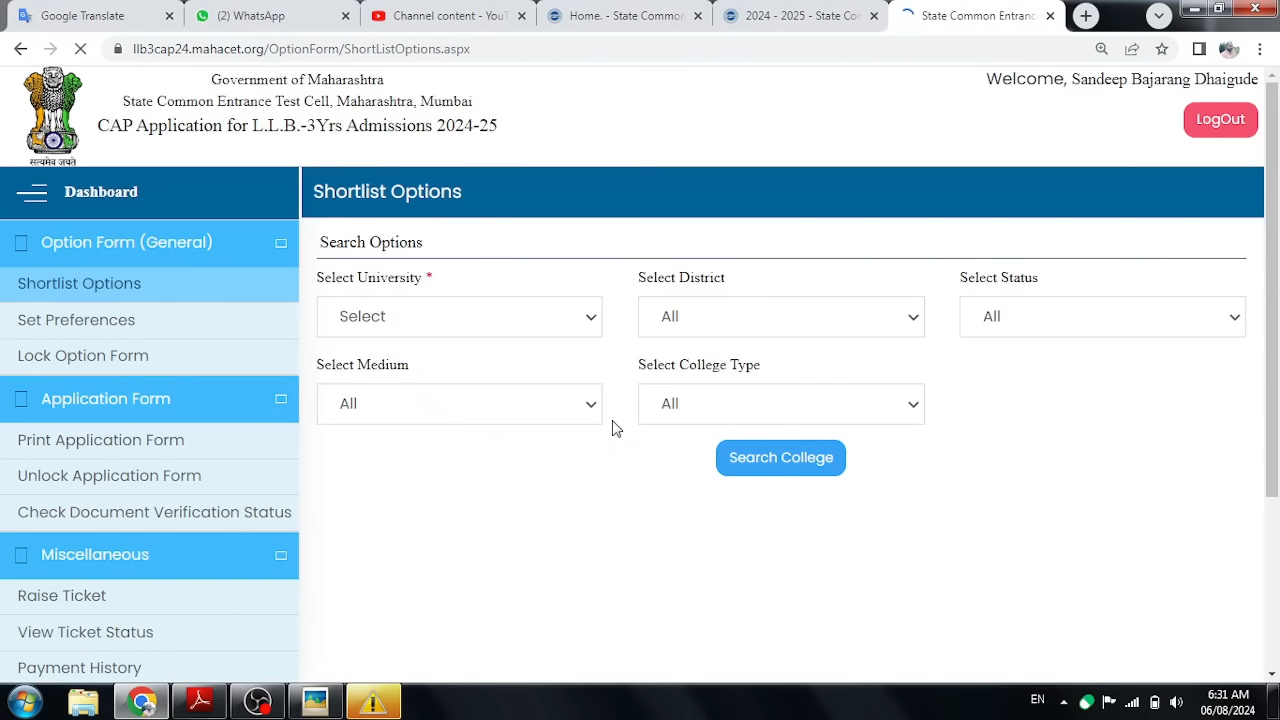 Google Translate
(2) WhatsApp
Channel content - Yo
Home. - State Common
2024 - 2025 - State Co
State Common Entranc
llb3cap24.mahacet.org/OptionForm/ShortListOptions.aspx
Government of Maharashtra
State Common Entrance Test Cell, Maharashtra, Mumbai
CAP Application for L.L.B.-3Yrs Admissions 2024-25
सत्यमेव जयते
Welcome, Sandeep Bajarang Dhaigude
LogOut
Dashboard
Option Form (General)
Shortlist Options
Set Preferences
Lock Option Form
Application Form
Print Application Form
Unlock Application Form
Check Document Verification Status
Miscellaneous
Raise Ticket
View Ticket Status
Payment History
Shortlist Options
Search Options
Select University *
Select District
Select Status
Select
All
All
Select Medium
Select College Type
All
All
Search College
EN
6:31 AM
06/08/2024